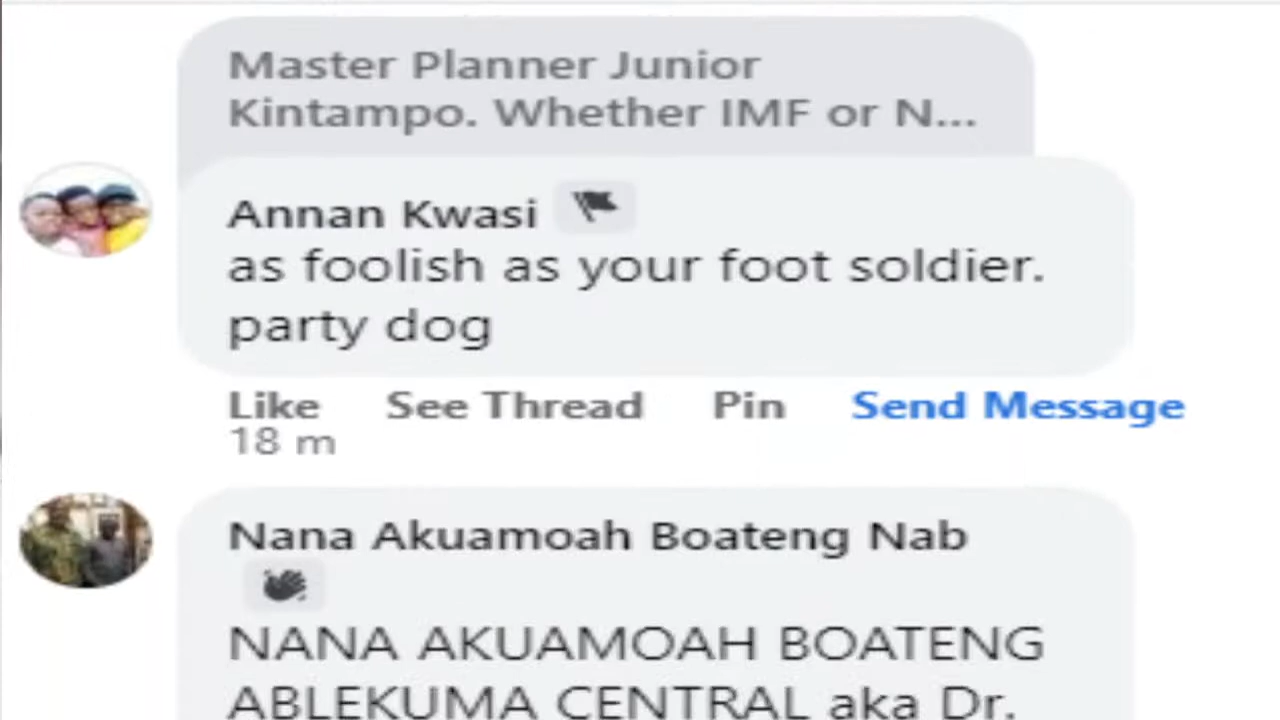 Master Planner Junior
Kintampo. Whether IMF or N...
Annan Kwasi
as foolish as your foot soldier.
party dog
Like See Thread Pin Send Message
18 m
Nana Akuamoah Boateng Nab
NANA AKUAMOAH BOATENG
ABLEKUMA CENTRAL aka Dr.